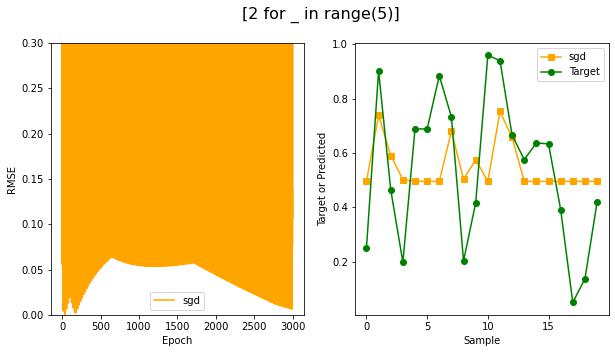 [2 for _ in range(5)]
0.30
0.25
0.20
0.15
0.10
0.05
0.00
RMSE
0 500 1000 1500 2000 2500 3000
Epoch
sgd
1.0
0.8
0.6
0.4
0.2
Target or Predicted
0 5 10 15
Sample
sgd
Target